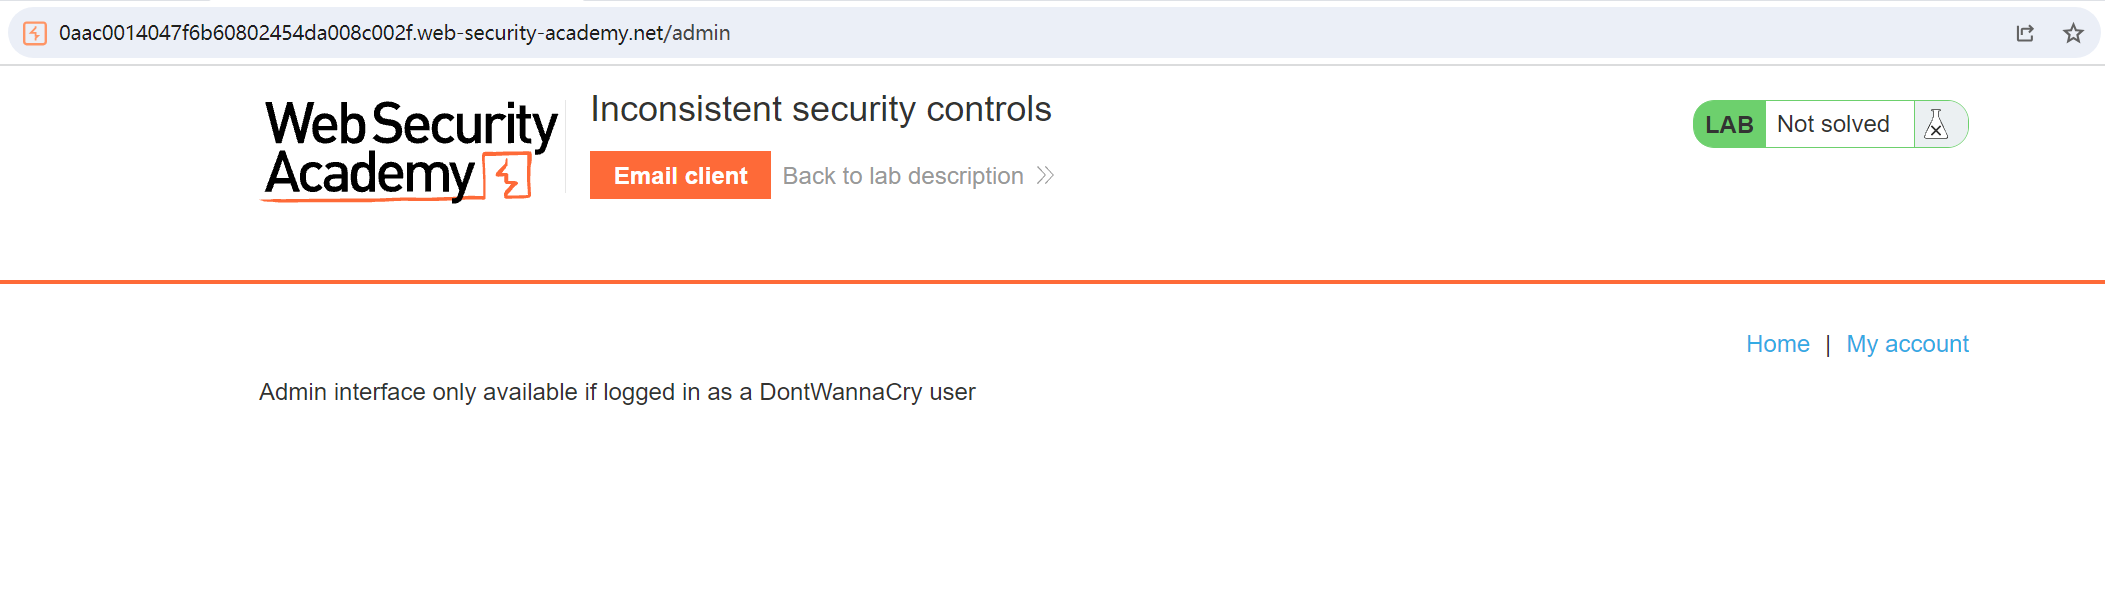 0aac0014047f6b60802454da008c002f.web-security-academy.net/admin
Web Security
Academy
Inconsistent security controls
Email client Back to lab description
LAB Not solved
Home | My account
Admin interface only available if logged in as a DontWannaCry user